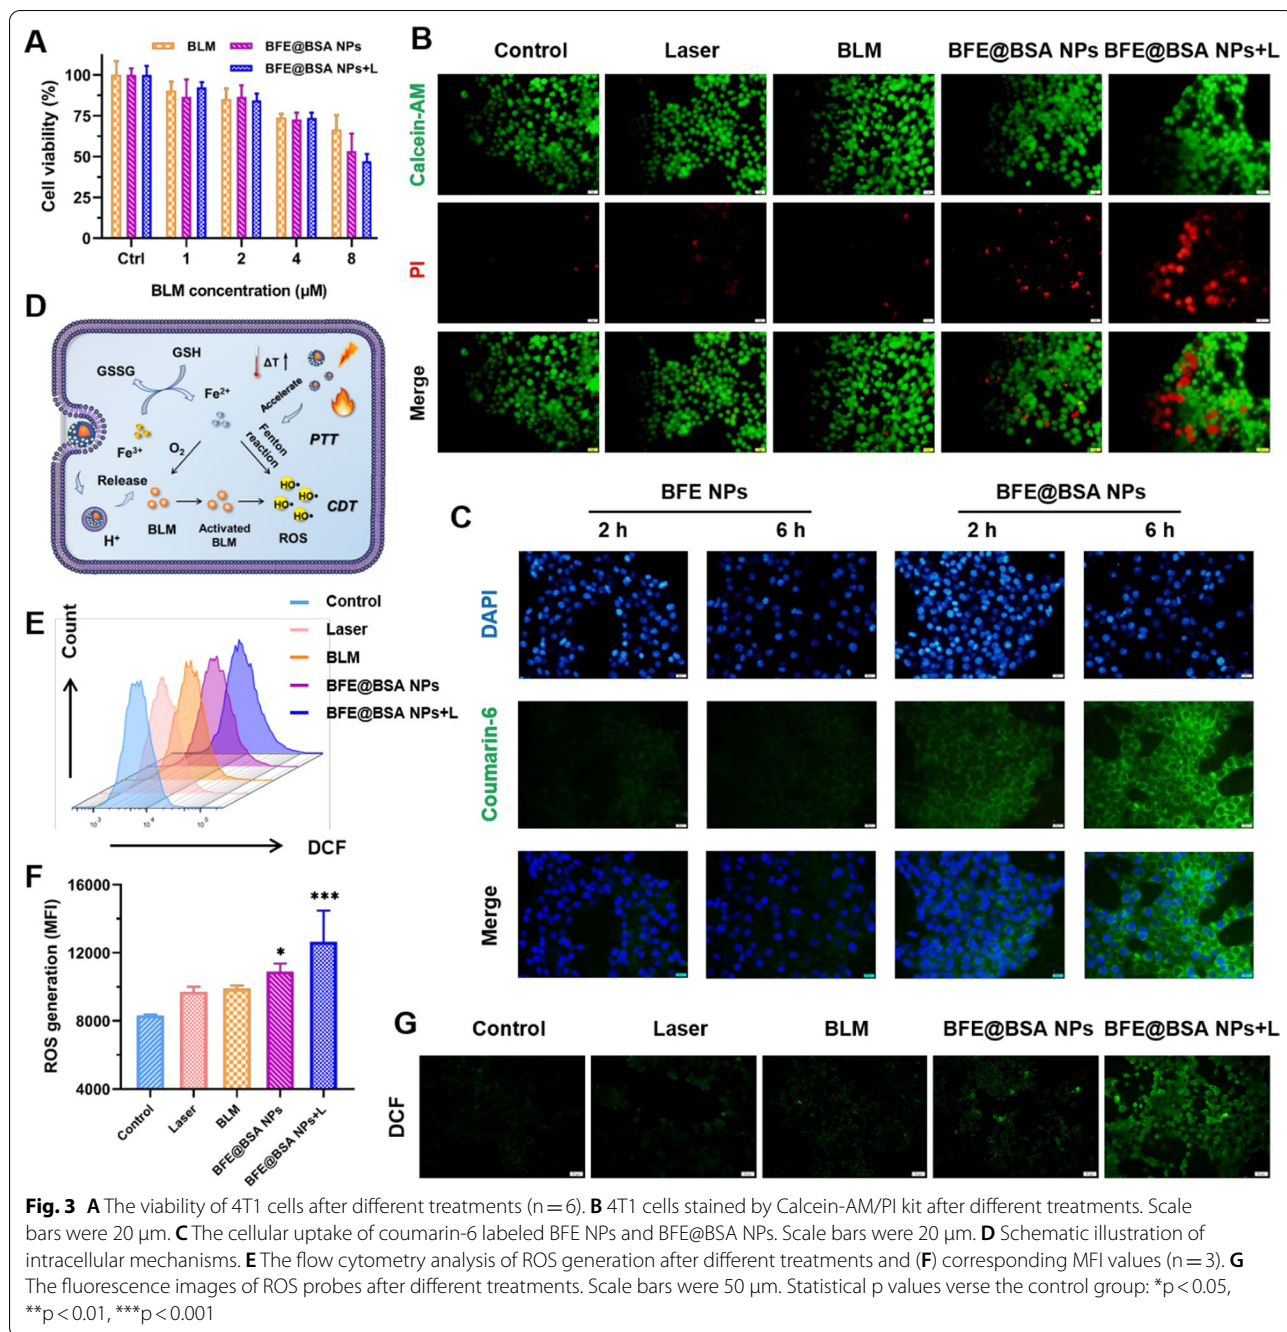 A
BLM
BFE@BSA NPs
BFE@BSA NPs+L
Cell viability (%)
100
75
50
25
0
Ctrl
1
2
4
8
BLM concentration (μM)
B
Control
Laser
BLM
BFE@BSA NPs
BFE@BSA NPs+L
Calcein-AM
PI
Merge
D
GSH
GSSG
Fe2+
ΔT
Accelerate
Fenton
reaction
PTT
Fe3+
O2
Release
H+
BLM
Activated
BLM
HO•
HO•
HO•
HO•
ROS
CDT
C
BFE NPs
BFE@BSA NPs
2 h
6 h
2 h
6 h
DAPI
Coumarin-6
Merge
E
Count
Control
Laser
BLM
BFE@BSA NPs
BFE@BSA NPs+L
10^3
10^4
10^5
DCF
F
ROS generation (MFI)
16000
12000
8000
4000
*
***
Control
Laser
BLM
BFE@BSA NPs
BFE@BSA NPs+L
G
Control
Laser
BLM
BFE@BSA NPs
BFE@BSA NPs+L
DCF
Fig. 3 A The viability of 4T1 cells after different treatments (n = 6). B 4T1 cells stained by Calcein-AM/PI kit after different treatments. Scale
bars were 20 μm. C The cellular uptake of coumarin-6 labeled BFE NPs and BFE@BSA NPs. Scale bars were 20 μm. D Schematic illustration of
intracellular mechanisms. E The flow cytometry analysis of ROS generation after different treatments and (F) corresponding MFI values (n = 3). G
The fluorescence images of ROS probes after different treatments. Scale bars were 50 μm. Statistical p values verse the control group: *p < 0.05,
**p < 0.01, ***p < 0.001